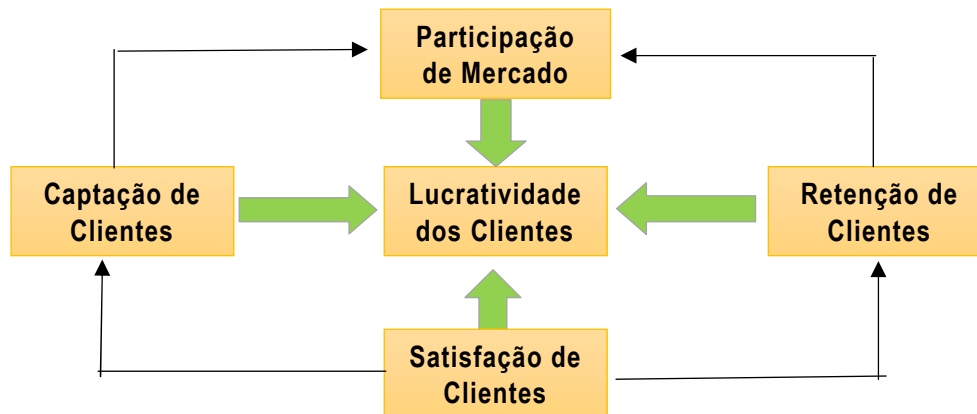 Participação
de Mercado
Captação de
Clientes
Lucratividade
dos Clientes
Retenção de
Clientes
Satisfação de
Clientes